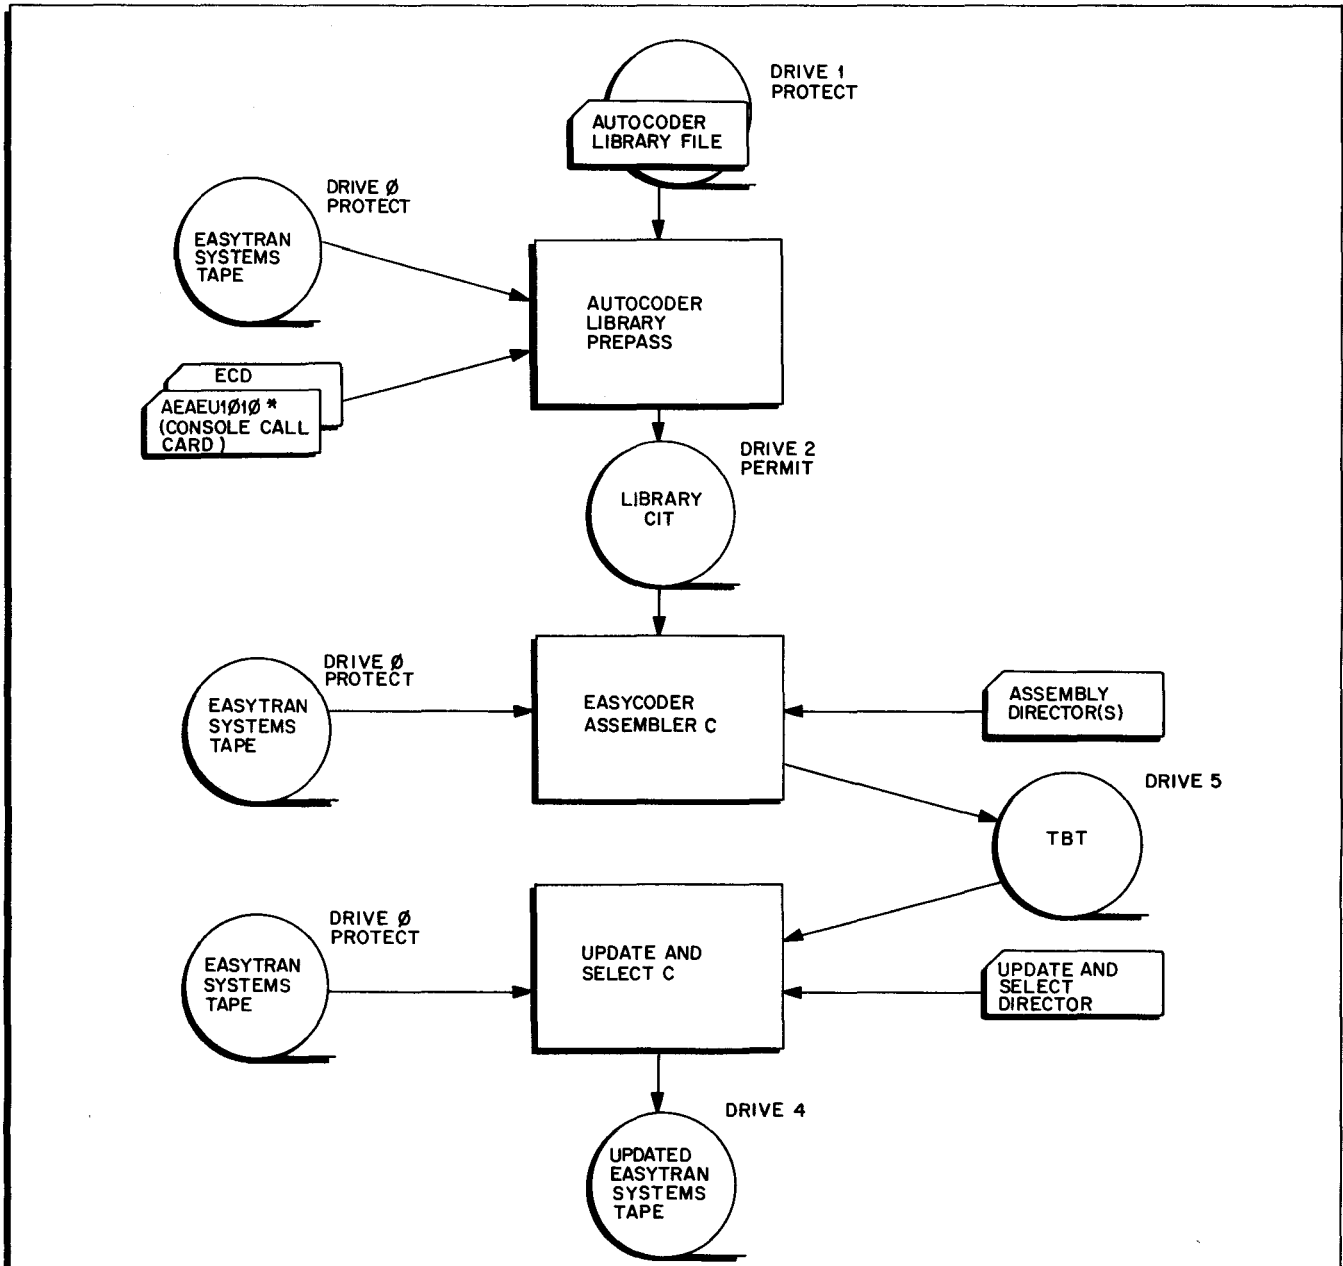 DRIVE 1
PROTECT
AUTOCODER
LIBRARY FILE
DRIVE Ø
PROTECT
EASYTRAN
SYSTEMS
TAPE
AUTOCODER
LIBRARY
PREPASS
ECD
AEAEU1Ø1Ø *
(CONSOLE CALL
CARD)
DRIVE 2
PERMIT
LIBRARY
CIT
DRIVE Ø
PROTECT
EASYTRAN
SYSTEMS
TAPE
EASYCODER
ASSEMBLER C
ASSEMBLY
DIRECTOR(S)
DRIVE 5
TBT
DRIVE Ø
PROTECT
EASYTRAN
SYSTEMS
TAPE
UPDATE AND
SELECT C
UPDATE AND
SELECT
DIRECTOR
DRIVE 4
UPDATED
EASYTRAN
SYSTEMS
TAPE